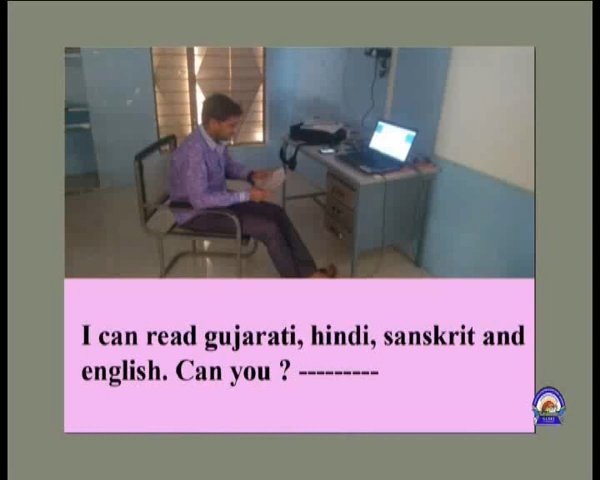 I can read gujarati, hindi, sanskrit and
english. Can you ? ---------